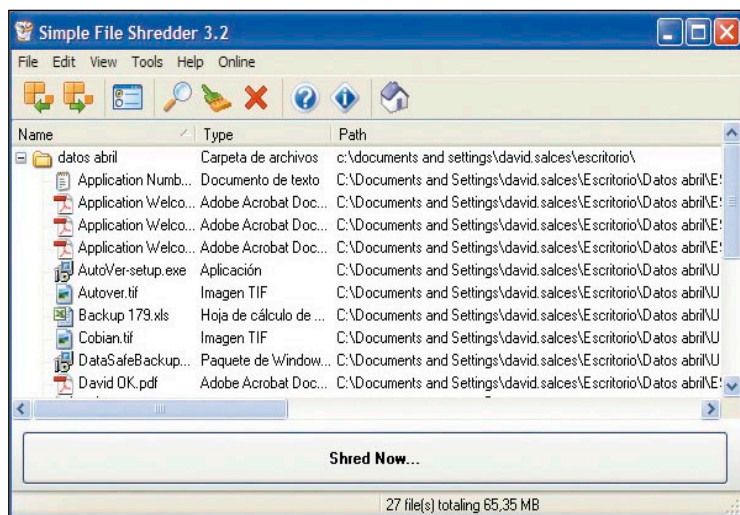 Simple File Shredder 3.2
File Edit View Tools Help Online
Name Type Path
datos abril Carpeta de archivos c:\documents and settings\david.salces\escritorio\
Application Numb... Documento de texto C:\Documents and Settings\david.salces\Escritorio\Datos abril\E
Application Welco... Adobe Acrobat Doc... C:\Documents and Settings\david.salces\Escritorio\Datos abril\E
Application Welco... Adobe Acrobat Doc... C:\Documents and Settings\david.salces\Escritorio\Datos abril\E
Application Welco... Adobe Acrobat Doc... C:\Documents and Settings\david.salces\Escritorio\Datos abril\E
AutoVer-setup.exe Aplicación C:\Documents and Settings\david.salces\Escritorio\Datos abril\U
Autover.tif Imagen TIF C:\Documents and Settings\david.salces\Escritorio\Datos abril\U
Backup 179.xls Hoja de cálculo de ... C:\Documents and Settings\david.salces\Escritorio\Datos abril\U
Cobian.tif Imagen TIF C:\Documents and Settings\david.salces\Escritorio\Datos abril\U
DataSafeBackup... Paquete de Window... C:\Documents and Settings\david.salces\Escritorio\Datos abril\U
David OK.pdf Adobe Acrobat Doc... C:\Documents and Settings\david.salces\Escritorio\Datos abril\E
Shred Now...
27 file(s) totaling 65,35 MB